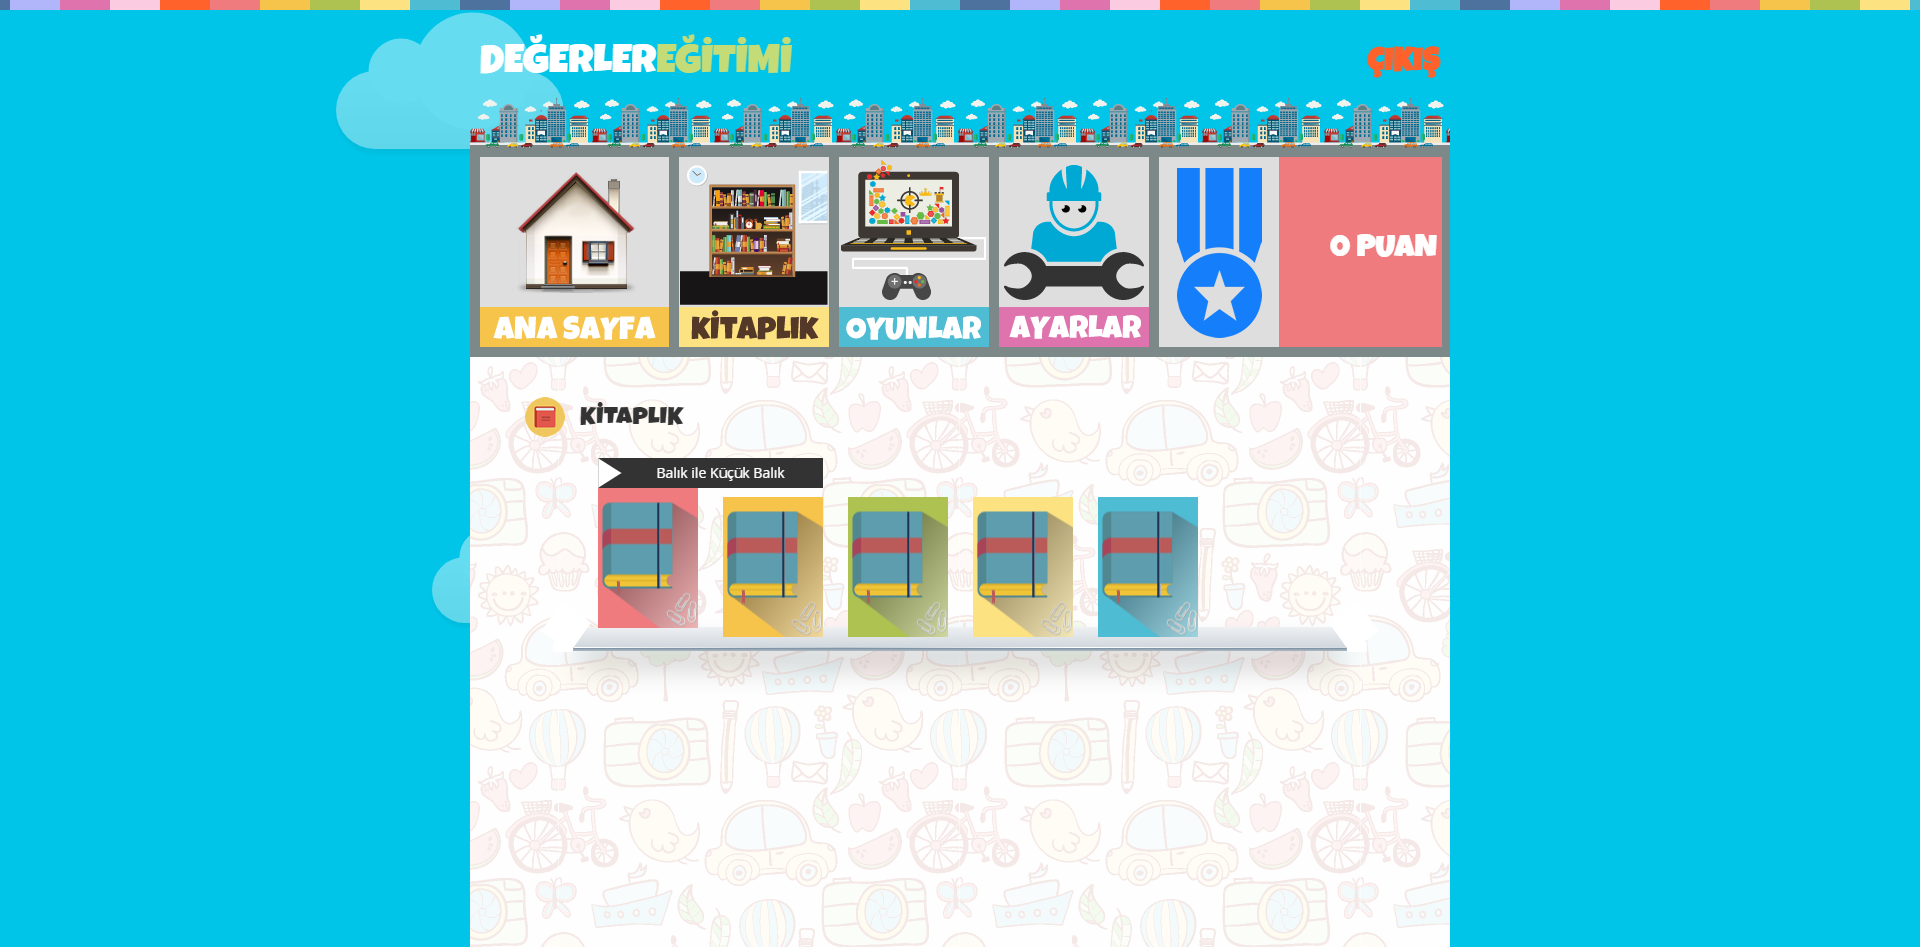 DEĞERLEREĞİTİMİ
ÇIKIŞ
ANA SAYFA
KİTAPLIK
OYUNLAR
AYARLAR
0 PUAN
KİTAPLIK
Balık ile Küçük Balık